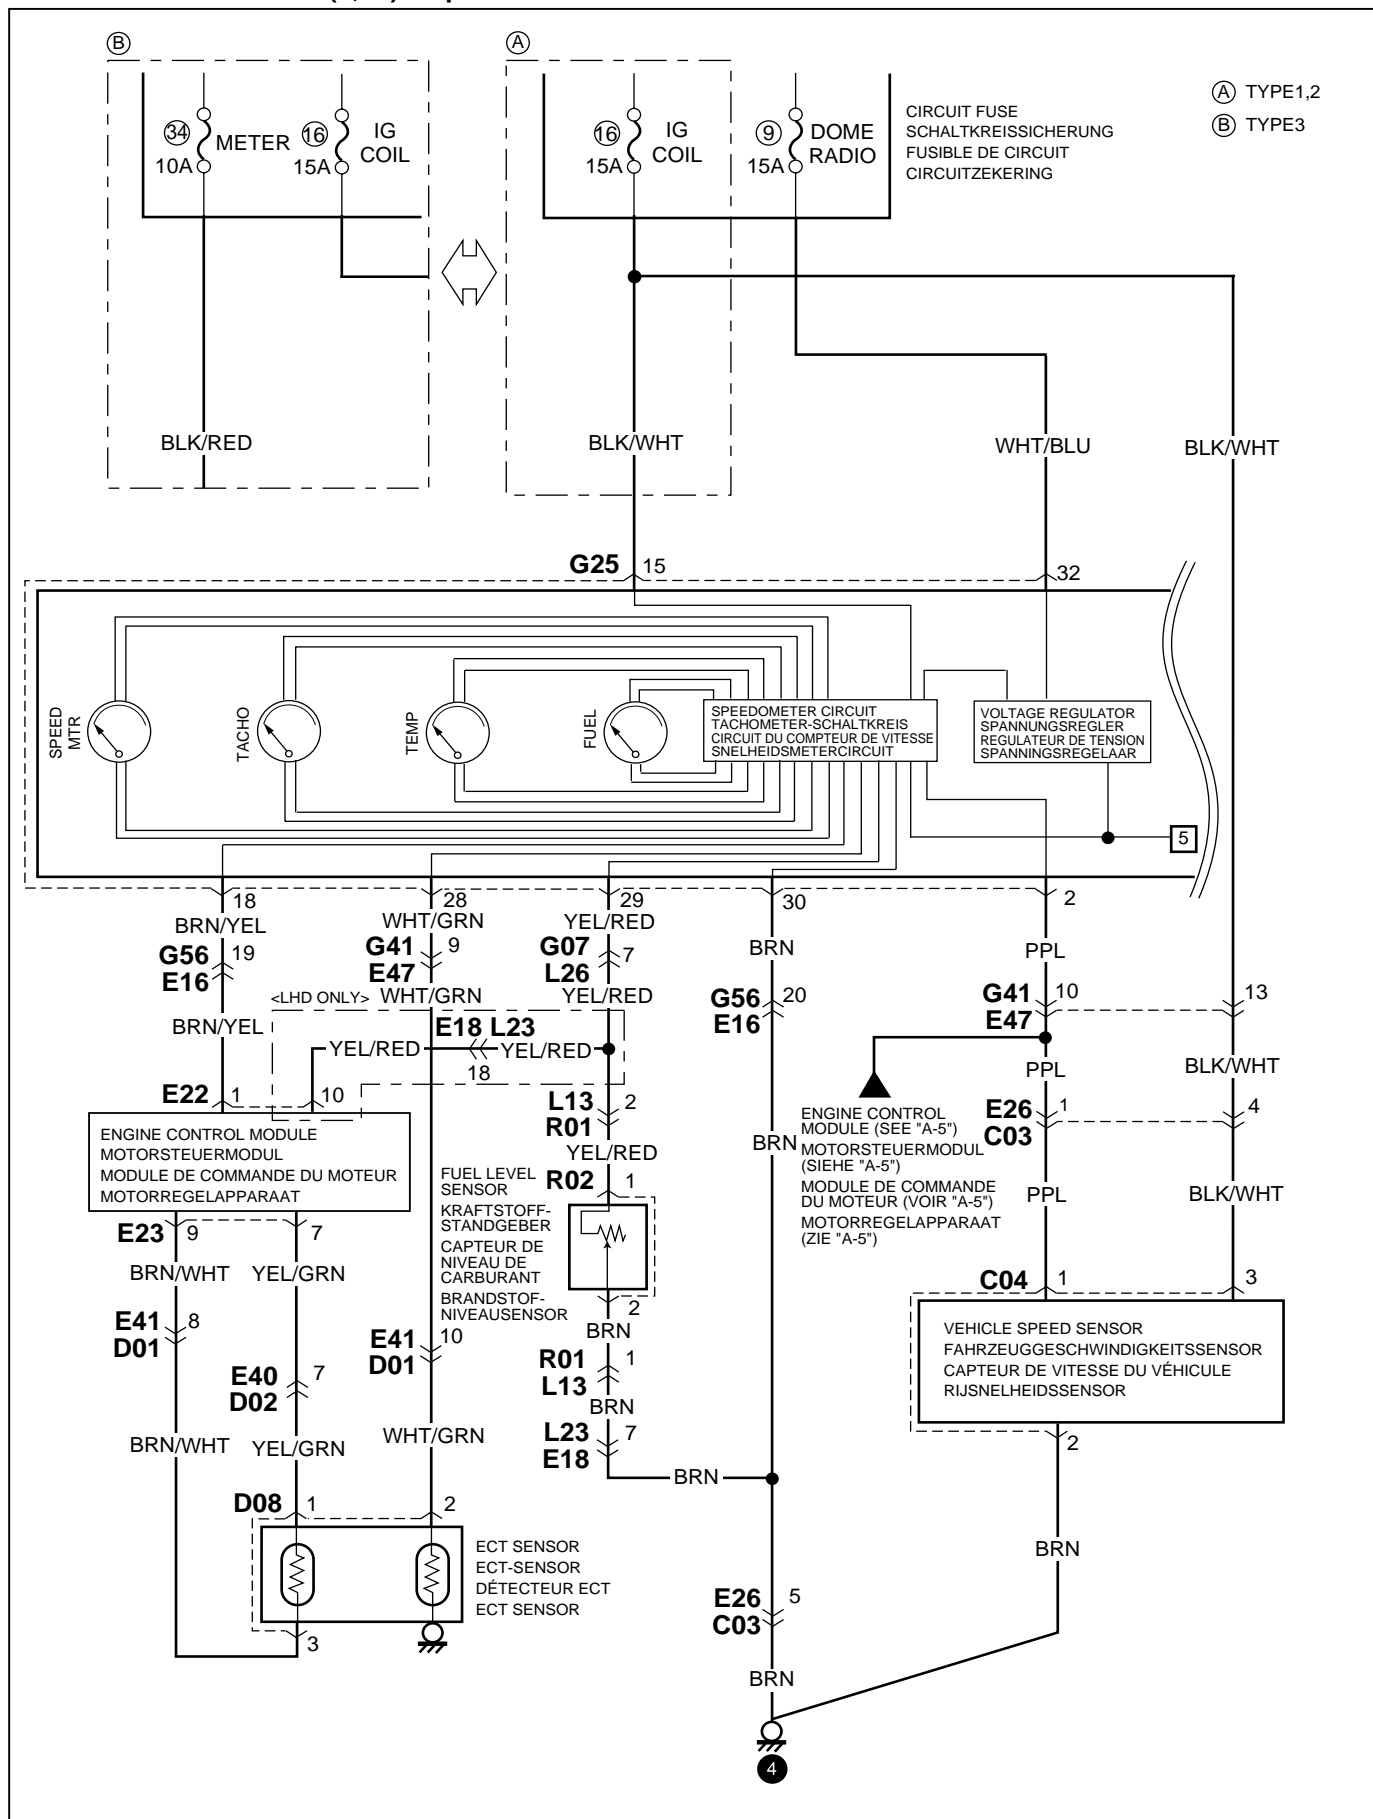 B
A
A TYPE1,2
B TYPE3
34
METER
10A
16
IG
COIL
15A
16
IG
COIL
15A
9
DOME
RADIO
15A
CIRCUIT FUSE
SCHALTKREISSICHERUNG
FUSIBLE DE CIRCUIT
CIRCUITZEKERING
BLK/RED
BLK/WHT
WHT/BLU
BLK/WHT
G25 15
32
SPEED
MTR
TACHO
TEMP
FUEL
SPEEDOMETER CIRCUIT
TACHOMETER-SCHALTKREIS
CIRCUIT DU COMPTEUR DE VITESSE
SNELHEIDSMETERCIRCUIT
VOLTAGE REGULATOR
SPANNUNGSREGLER
REGULATEUR DE TENSION
SPANNINGSREGELAAR
5
18
28
29
30
2
BRN/YEL
WHT/GRN
YEL/RED
BRN
PPL
G56 19
E16
G41 9
E47
G07 7
L26
G56 20
E16
G41 10
E47
13
<LHD ONLY>
WHT/GRN
YEL/RED
BRN/YEL
E18 L23
YEL/RED
YEL/RED
18
PPL
BLK/WHT
E22 1
10
L13 2
R01
E26 1
C03
4
ENGINE CONTROL MODULE
MOTORSTEUERMODUL
MODULE DE COMMANDE DU MOTEUR
MOTORREGELAPPARAAT
YEL/RED
BRN
ENGINE CONTROL
MODULE (SEE "A-5")
MOTORSTEUERMODUL
(SIEHE "A-5")
MODULE DE COMMANDE
DU MOTEUR (VOIR "A-5")
MOTORREGELAPPARAAT
(ZIE "A-5")
PPL
BLK/WHT
FUEL LEVEL
SENSOR
KRAFTSTOFF-
STANDGEBER
CAPTEUR DE
NIVEAU DE
CARBURANT
BRANDSTOF-
NIVEAUSENSOR
R02 1
2
E23 9
7
BRN/WHT
YEL/GRN
C04 1
3
BRN
VEHICLE SPEED SENSOR
FAHRZEUGGESCHWINDIGKEITSSENSOR
CAPTEUR DE VITESSE DU VÉHICULE
RIJSNELHEIDSSENSOR
2
E41 8
D01
E40 7
D02
E41 10
D01
R01 1
L13
BRN
L23 7
E18
BRN/WHT
YEL/GRN
WHT/GRN
BRN
D08 1
2
ECT SENSOR
ECT-SENSOR
DÉTECTEUR ECT
ECT SENSOR
3
BRN
E26 5
C03
BRN
4